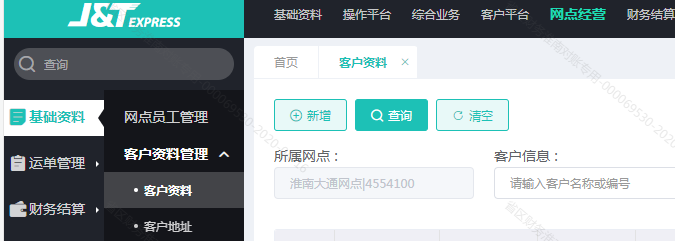 J&T EXPRESS
基础资料 操作平台 综合业务 客户平台 网点经营 财务结算
查询
首页 客户资料 ×
基础资料
网点员工管理
新增 查询 清空
运单管理
客户资料管理
所属网点：
客户信息：
客户资料
淮南大通网点|4554100
请输入客户名称或编号
财务结算
客户地址